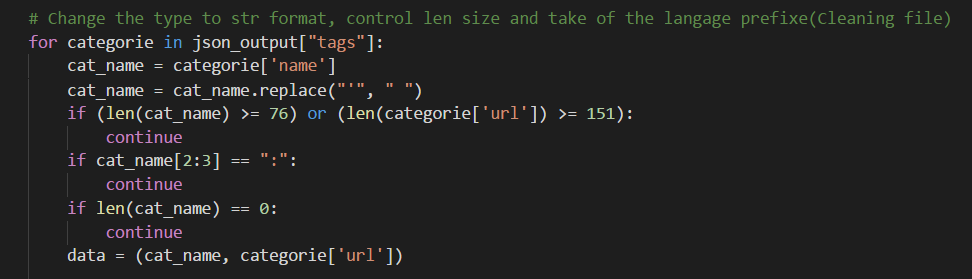 # Change the type to str format, control len size and take of the langage prefixe(Cleaning file)
for categorie in json_output["tags"]:
    cat_name = categorie['name']
    cat_name = cat_name.replace("'", " ")
    if (len(cat_name) >= 76) or (len(categorie['url']) >= 151):
        continue
    if cat_name[2:3] == ":":
        continue
    if len(cat_name) == 0:
        continue
    data = (cat_name, categorie['url'])